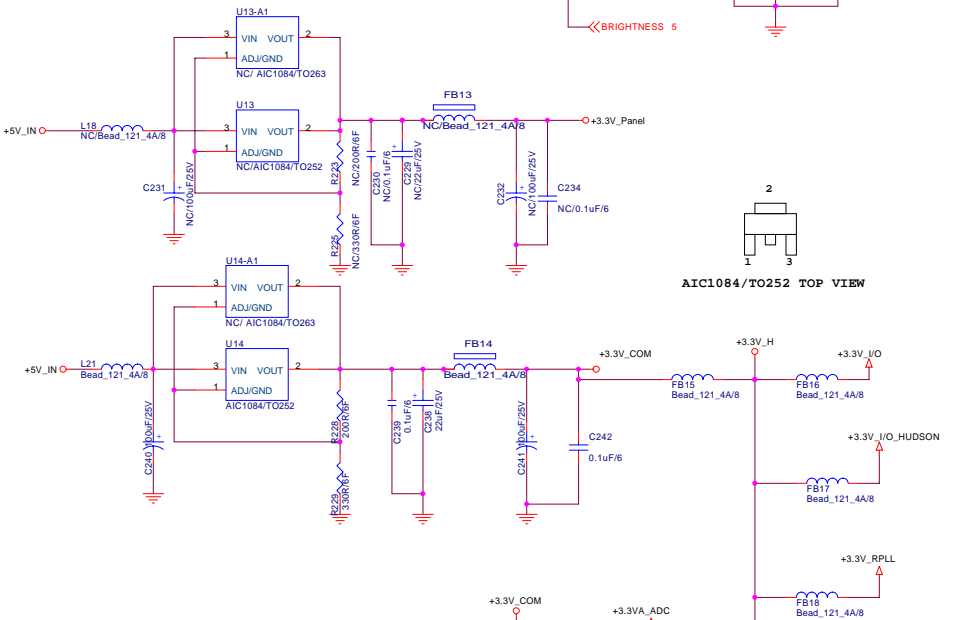 U13-A1
3
VIN VOUT
2
1
ADJ/GND
NC/ AIC1084/TO263
BRIGHTNESS 5
U13
+5V_IN
L18
NC/Bead_121_4A/8
3
VIN VOUT
2
1
ADJ/GND
NC/AIC1084/TO252
C231
+
NC/100uF/25V
R223
NC/200R/6F
R225
NC/330R/6F
C230
NC/0.1uF/6
+
C229
NC/22uF/25V
FB13
NC/Bead_121_4A/8
+3.3V_Panel
C232
+
NC/100uF/25V
C234
NC/0.1uF/6
2
1
3
AIC1084/TO252 TOP VIEW
U14-A1
3
VIN VOUT
2
1
ADJ/GND
NC/ AIC1084/TO263
U14
+5V_IN
L21
Bead_121_4A/8
3
VIN VOUT
2
1
ADJ/GND
AIC1084/TO252
C240
100uF/25V
+
R228
200R/6F
R229
330R/6F
C239
0.1uF/6
+
C238
22uF/25V
FB14
Bead_121_4A/8
+3.3V_COM
C241
100uF/25V
+
C242
0.1uF/6
FB15
Bead_121_4A/8
+3.3V_H
+3.3V_I/O
FB16
Bead_121_4A/8
+3.3V_I/O_HUDSON
FB17
Bead_121_4A/8
+3.3V_RPLL
FB18
Bead_121_4A/8
+3.3V_COM
+3.3VA_ADC